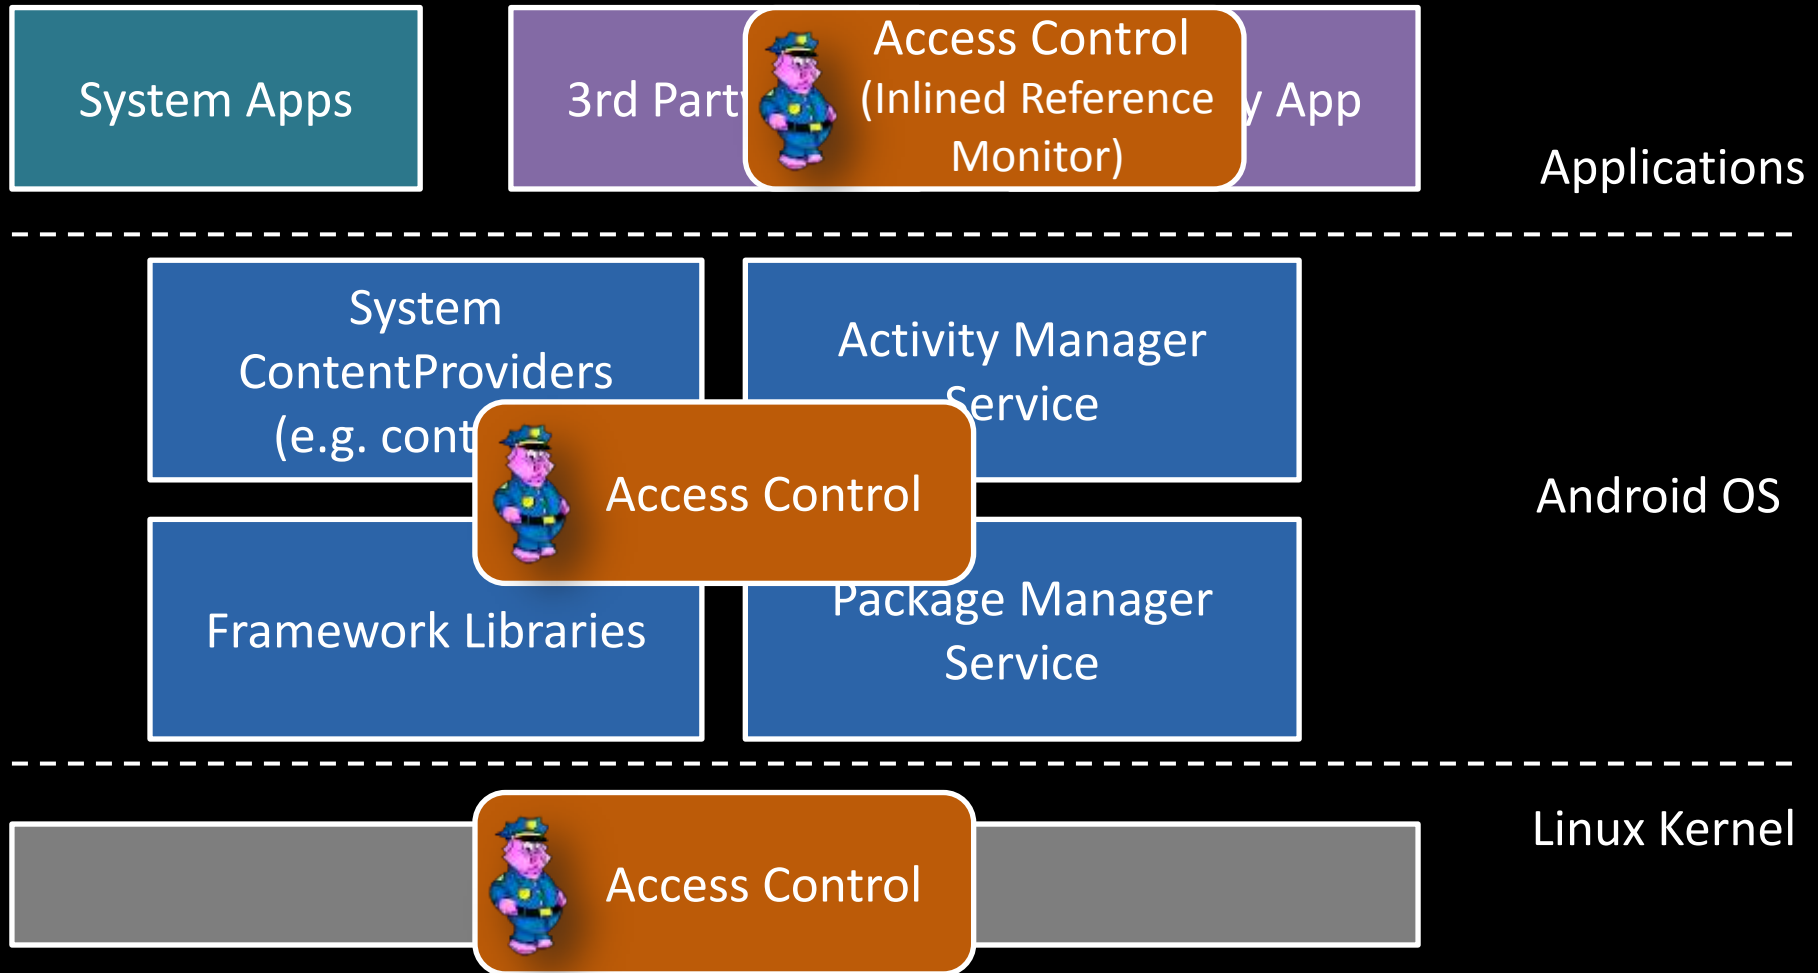 System Apps
3rd Part
Access Control
(Inlined Reference
Monitor)
y App
Applications
System
ContentProviders
(e.g. cont
Activity Manager
Service
Access Control
Android OS
Framework Libraries
Package Manager
Service
Linux Kernel
Access Control